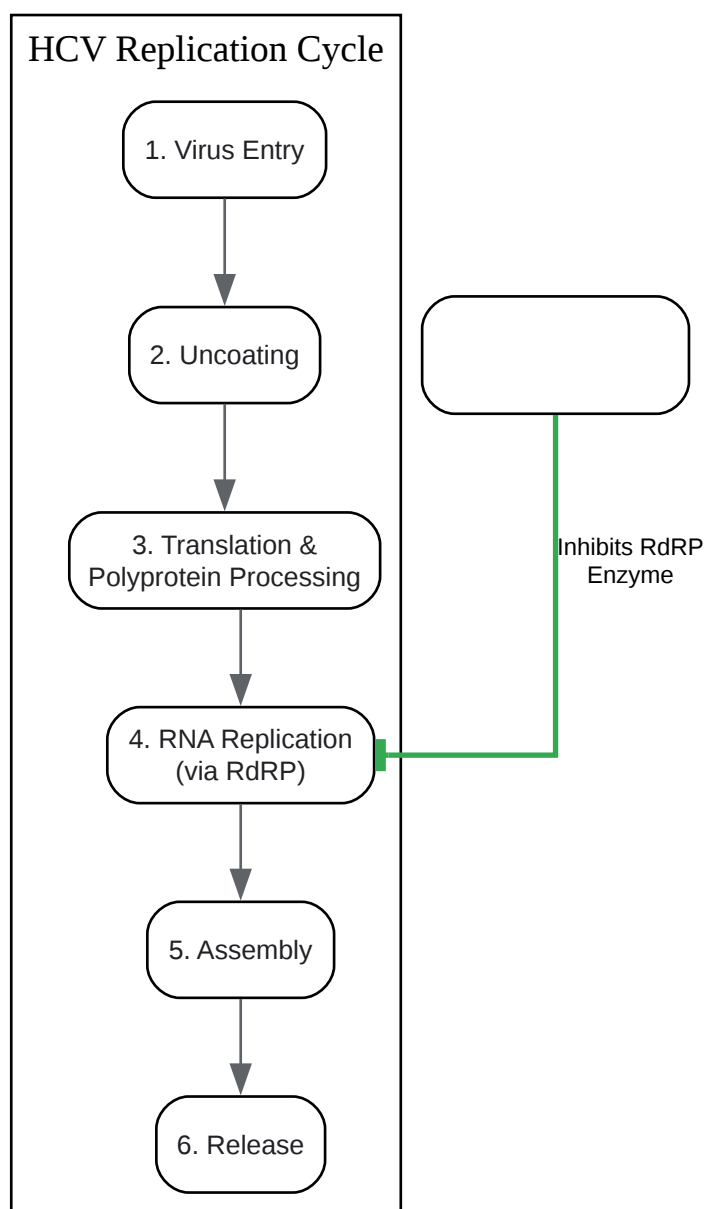 HCV Replication Cycle
1. Virus Entry
2. Uncoating
3. Translation &
Polyprotein Processing
Inhibits RdRP
Enzyme
4. RNA Replication
(via RdRP)
5. Assembly
6. Release